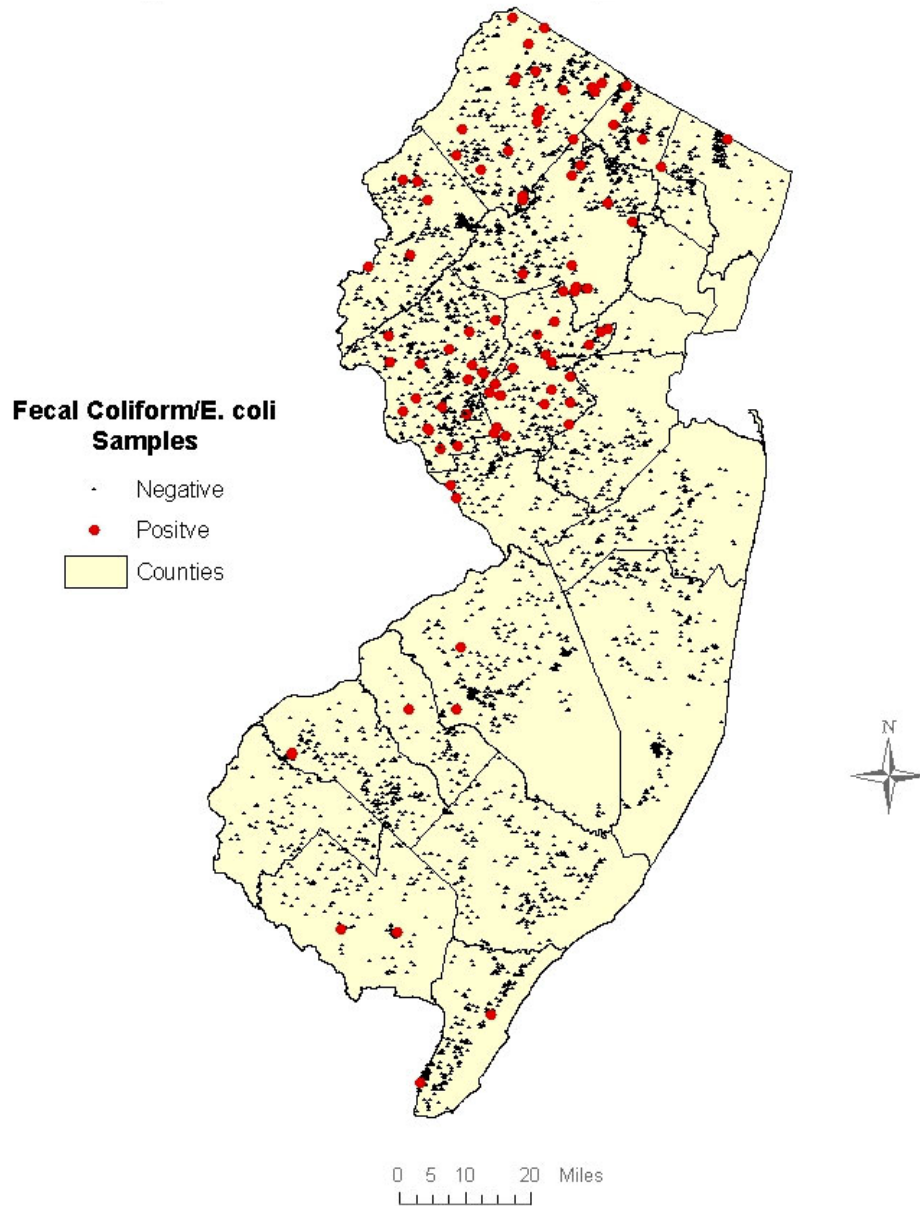 Fecal Coliform/E. coli
Samples
Negative
Positve
Counties
N
0 5 10 20 Miles